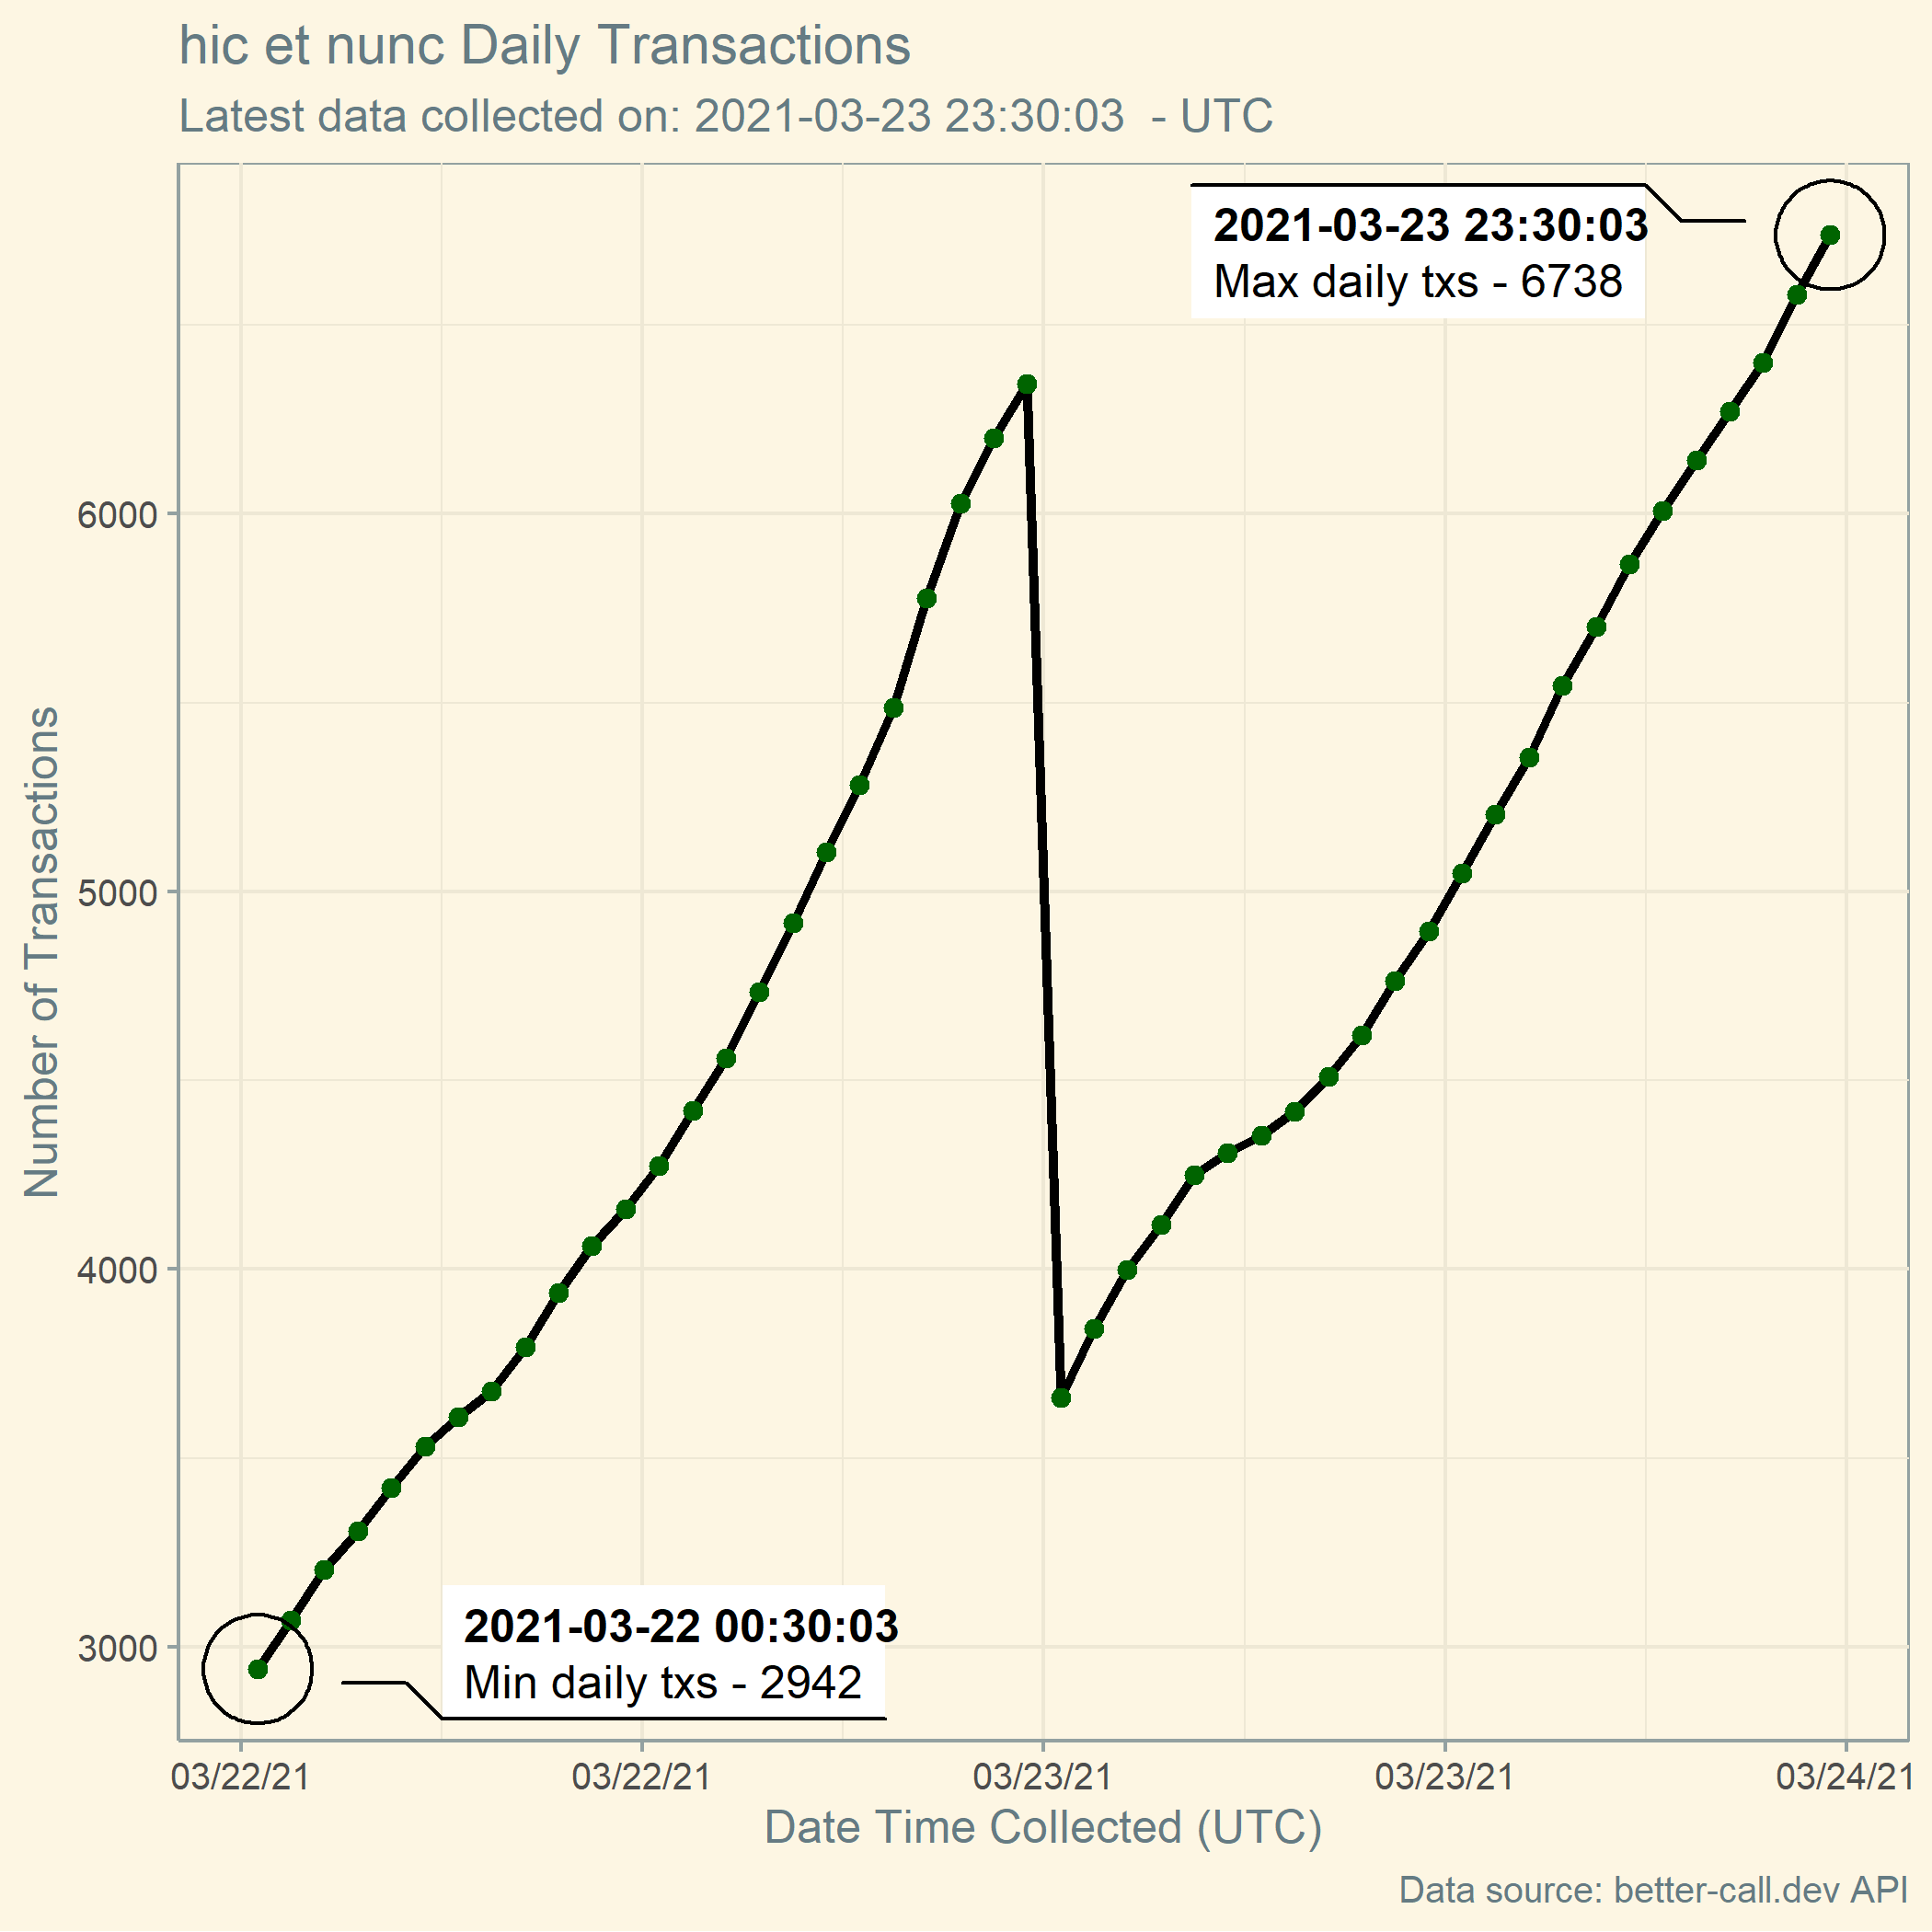 hic et nunc Daily Transactions
Latest data collected on: 2021-03-23 23:30:03  - UTC
2021-03-23 23:30:03
Max daily txs - 6738
Number of Transactions
6000
5000
4000
3000
2021-03-22 00:30:03
Min daily txs - 2942
03/22/21 03/22/21 03/23/21 03/23/21 03/24/21
Date Time Collected (UTC)
Data source: better-call.dev API